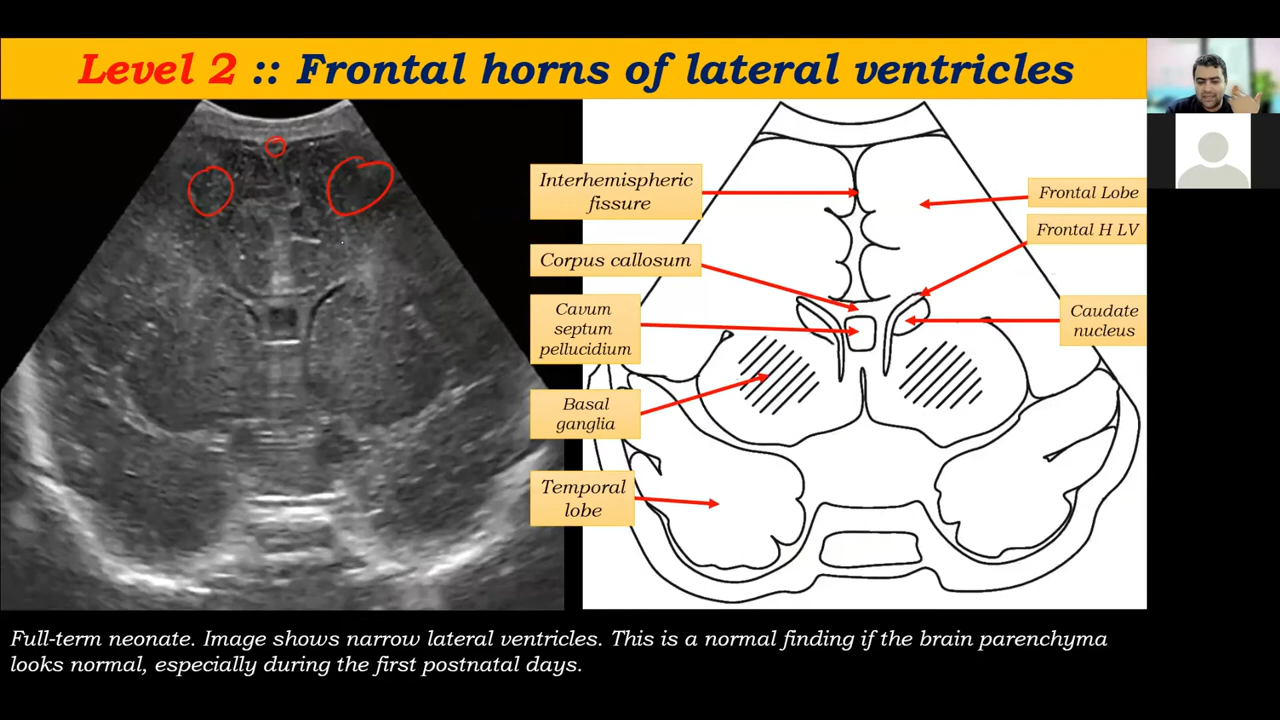 Level 2 :: Frontal horns of lateral ventricles
Interhemispheric
fissure
Corpus callosum
Cavum
septum
pellucidium
Basal
ganglia
Temporal
lobe
Frontal Lobe
Frontal H LV
Caudate
nucleus
Full-term neonate. Image shows narrow lateral ventricles. This is a normal finding if the brain parenchyma
looks normal, especially during the first postnatal days.